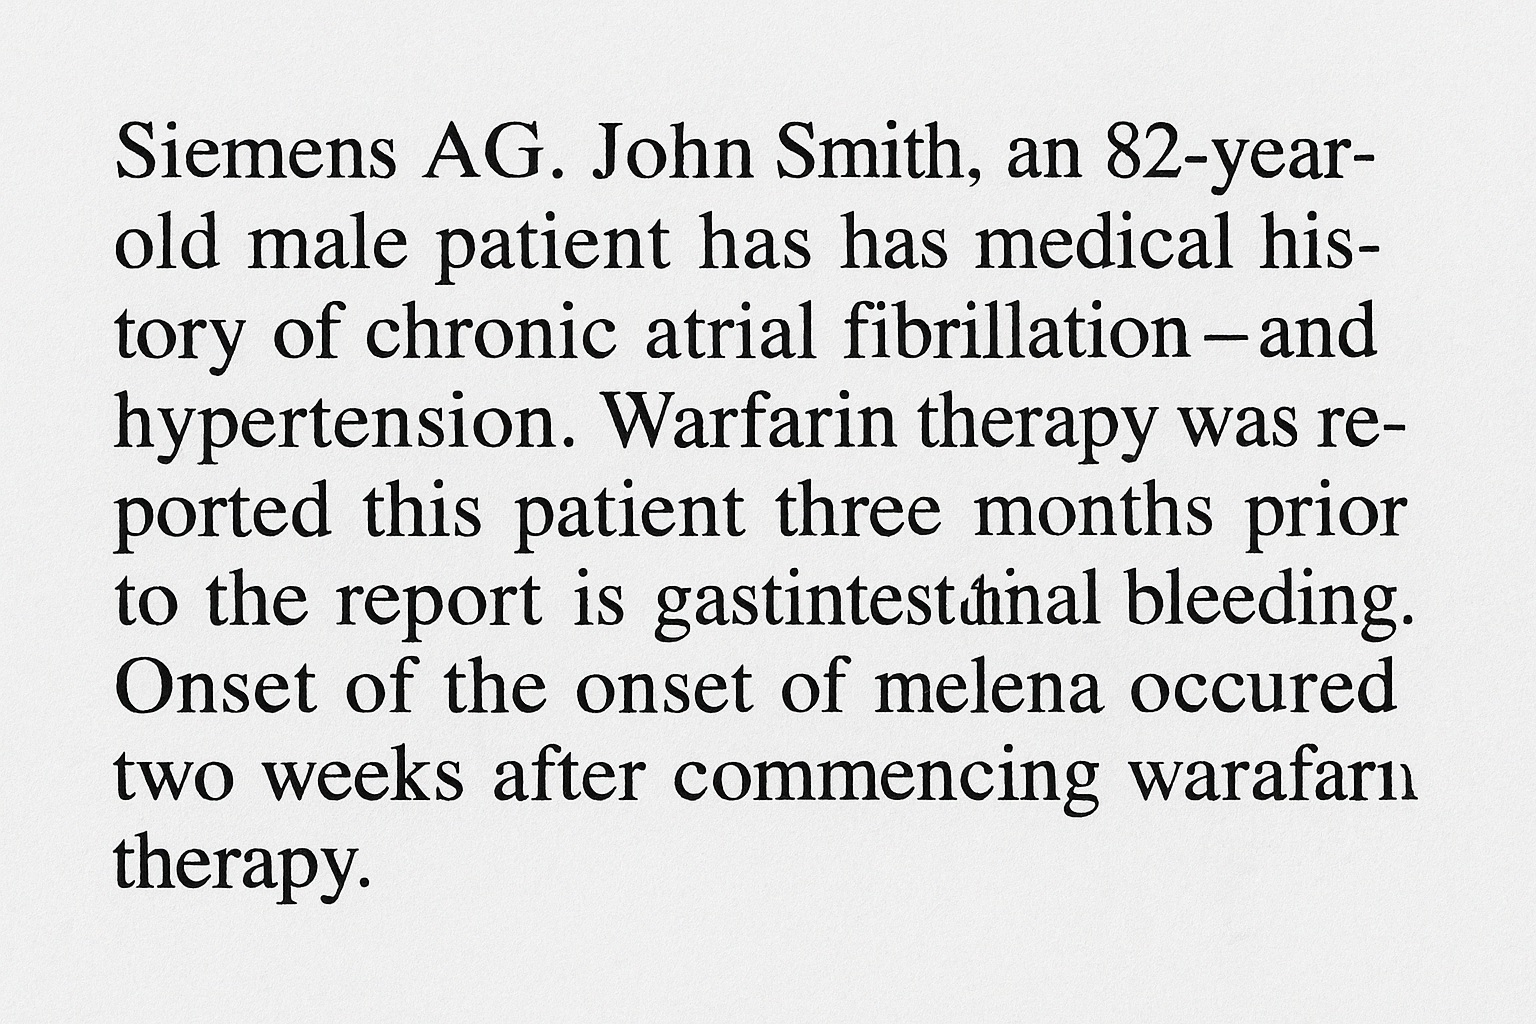 Siemens AG. John Smith, an 82-year-
old male patient has has medical his-
tory of chronic atrial fibrillation – and
hypertension. Warfarin therapy was re-
ported this patient three months prior
to the report is bleeding.
Onset of the onset of melena occured
two weeks after commencing
therapy.